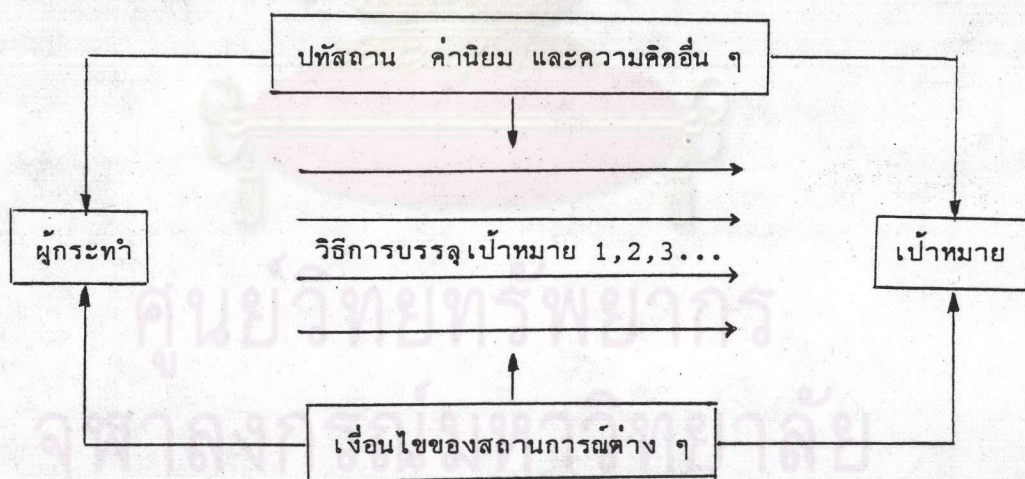 ปทัสถาน ค่านิยม และความคิดอื่น ๆ
ผู้กระทำ
วิธีการบรรลุเป้าหมาย 1,2,3...
เป้าหมาย
ศูนย์วิทยทรัพยากร
จุฬาลงกรณ์มหาวิทยาลัย
เงื่อนไขของสถานการณ์ต่าง ๆ